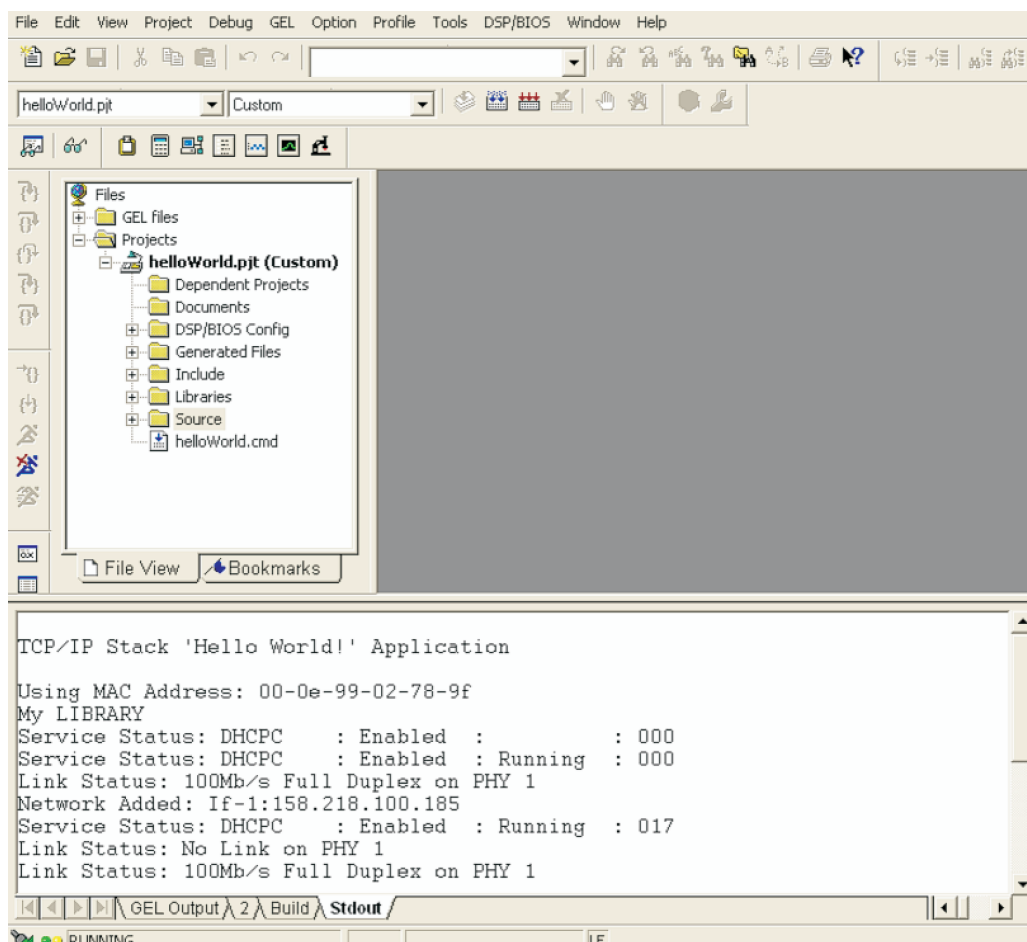 File Edit View Project Debug GEL Option Profile Tools DSP/BIOS Window Help
helloWorld.pjt Custom
Files
GEL files
Projects
helloWorld.pjt (Custom)
Dependent Projects
Documents
DSP/BIOS Config
Generated Files
Include
Libraries
Source
helloWorld.cmd
File View Bookmarks
TCP/IP Stack 'Hello World!' Application
Using MAC Address: 00-0e-99-02-78-9f
My LIBRARY
Service Status: DHCPC : Enabled : : 000
Service Status: DHCPC : Enabled : Running : 000
Link Status: 100Mb/s Full Duplex on PHY 1
Network Added: If-1:158.218.100.185
Service Status: DHCPC : Enabled : Running : 017
Link Status: No Link on PHY 1
Link Status: 100Mb/s Full Duplex on PHY 1
GEL Output 2 Build Stdout
RUNNING